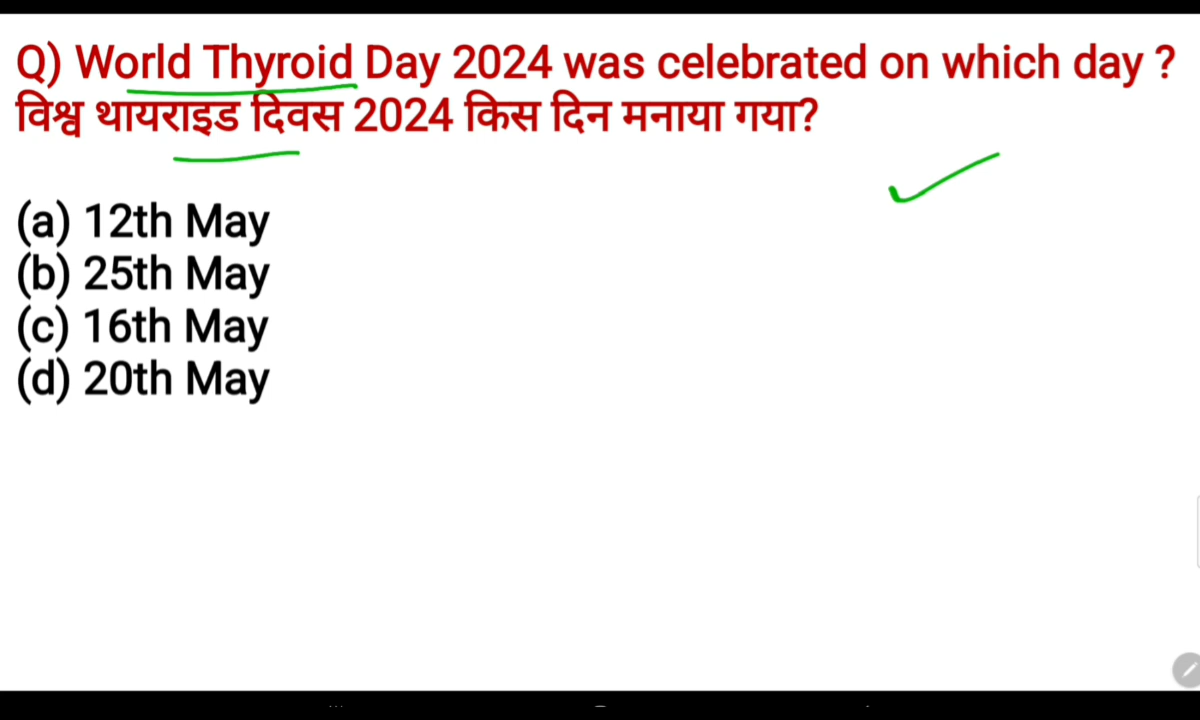 Q) World Thyroid Day 2024 was celebrated on which day ?
विश्व थायराइड दिवस 2024 किस दिन मनाया गया?
(a) 12th May
(b) 25th May
(c) 16th May
(d) 20th May